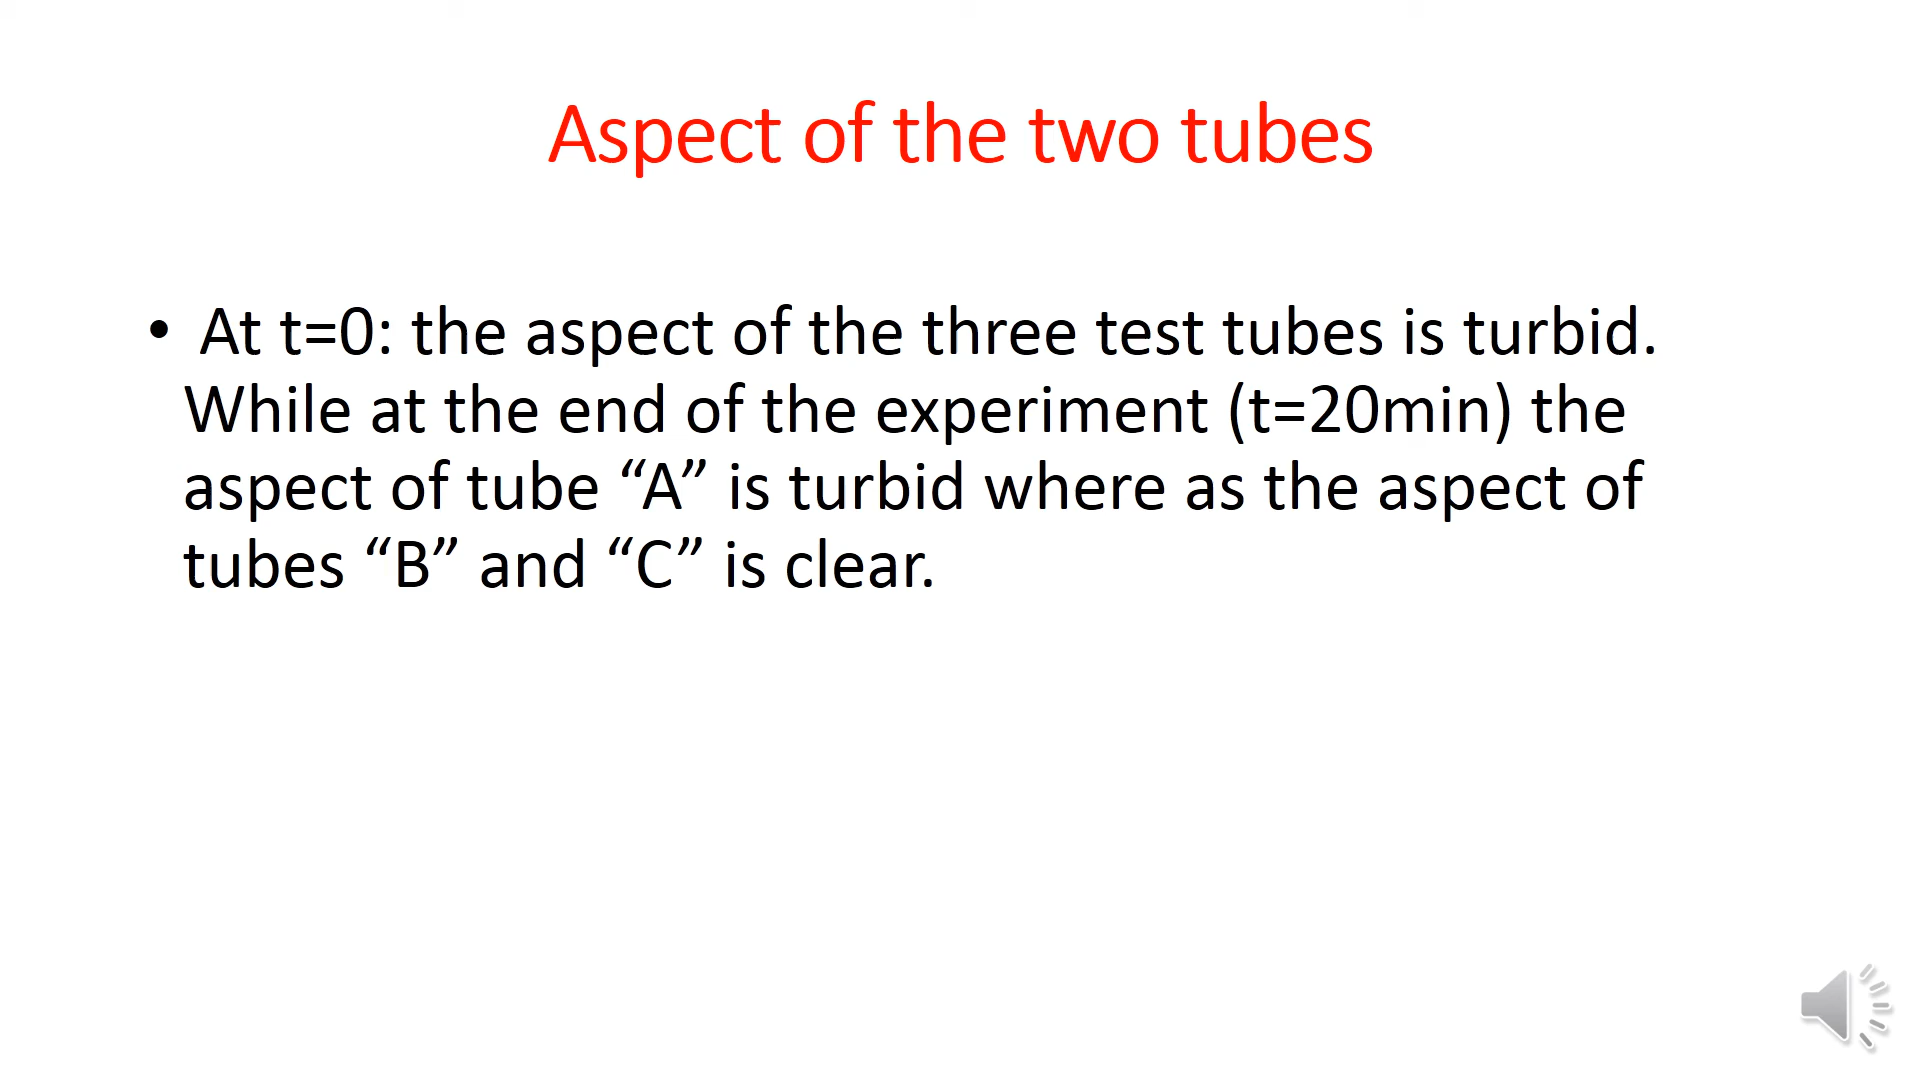 Aspect of the two tubes
• At t=0: the aspect of the three test tubes is turbid.
While at the end of the experiment (t=20min) the
aspect of tube “A” is turbid where as the aspect of
tubes “B” and “C” is clear.